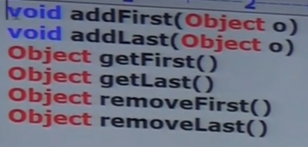 void addFirst(Object o)
void addLast(Object o)
Object getFirst()
Object getLast()
Object removeFirst()
Object removeLast()